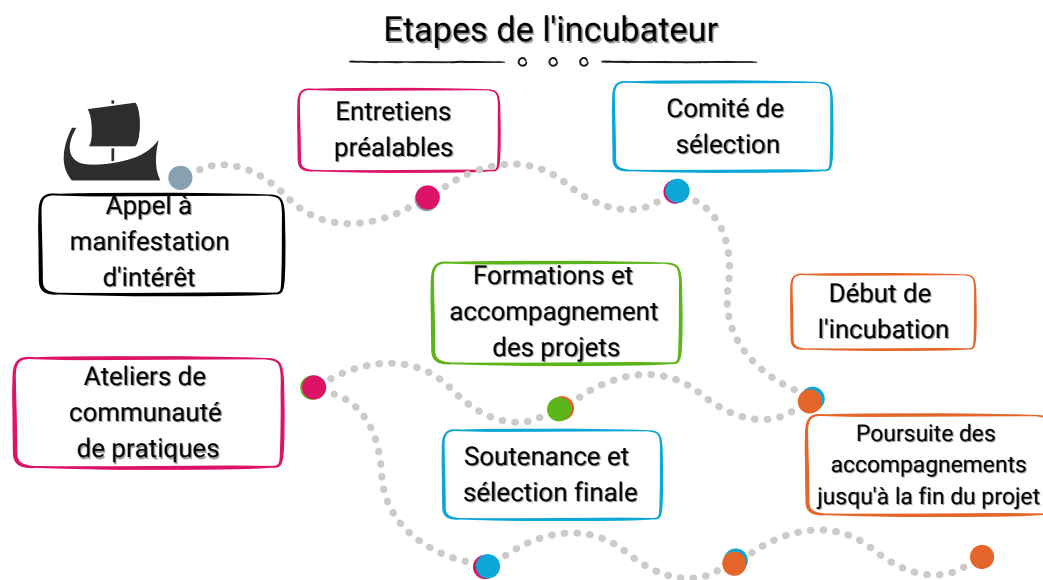 Etapes de l'incubateur
Appel à
manifestation
d'intérêt
Entretiens
préalables
Comité de
sélection
Début de
l'incubation
Formations et
accompagnement
des projets
Ateliers de
communauté
de pratiques
Soutenance et
sélection finale
Poursuite des
accompagnements
jusqu'à la fin du projet